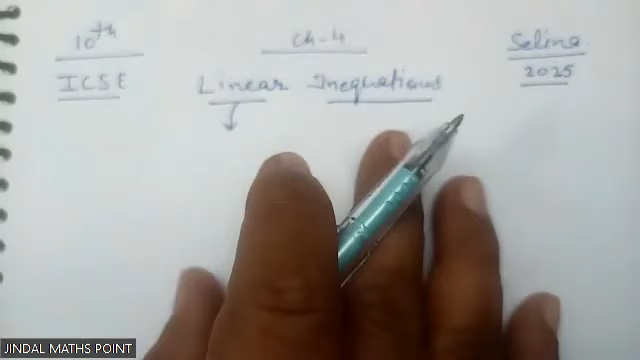 10th Ch-4 Selina
ICSE Linear Inequations 2025
JINDAL MATHS POINT